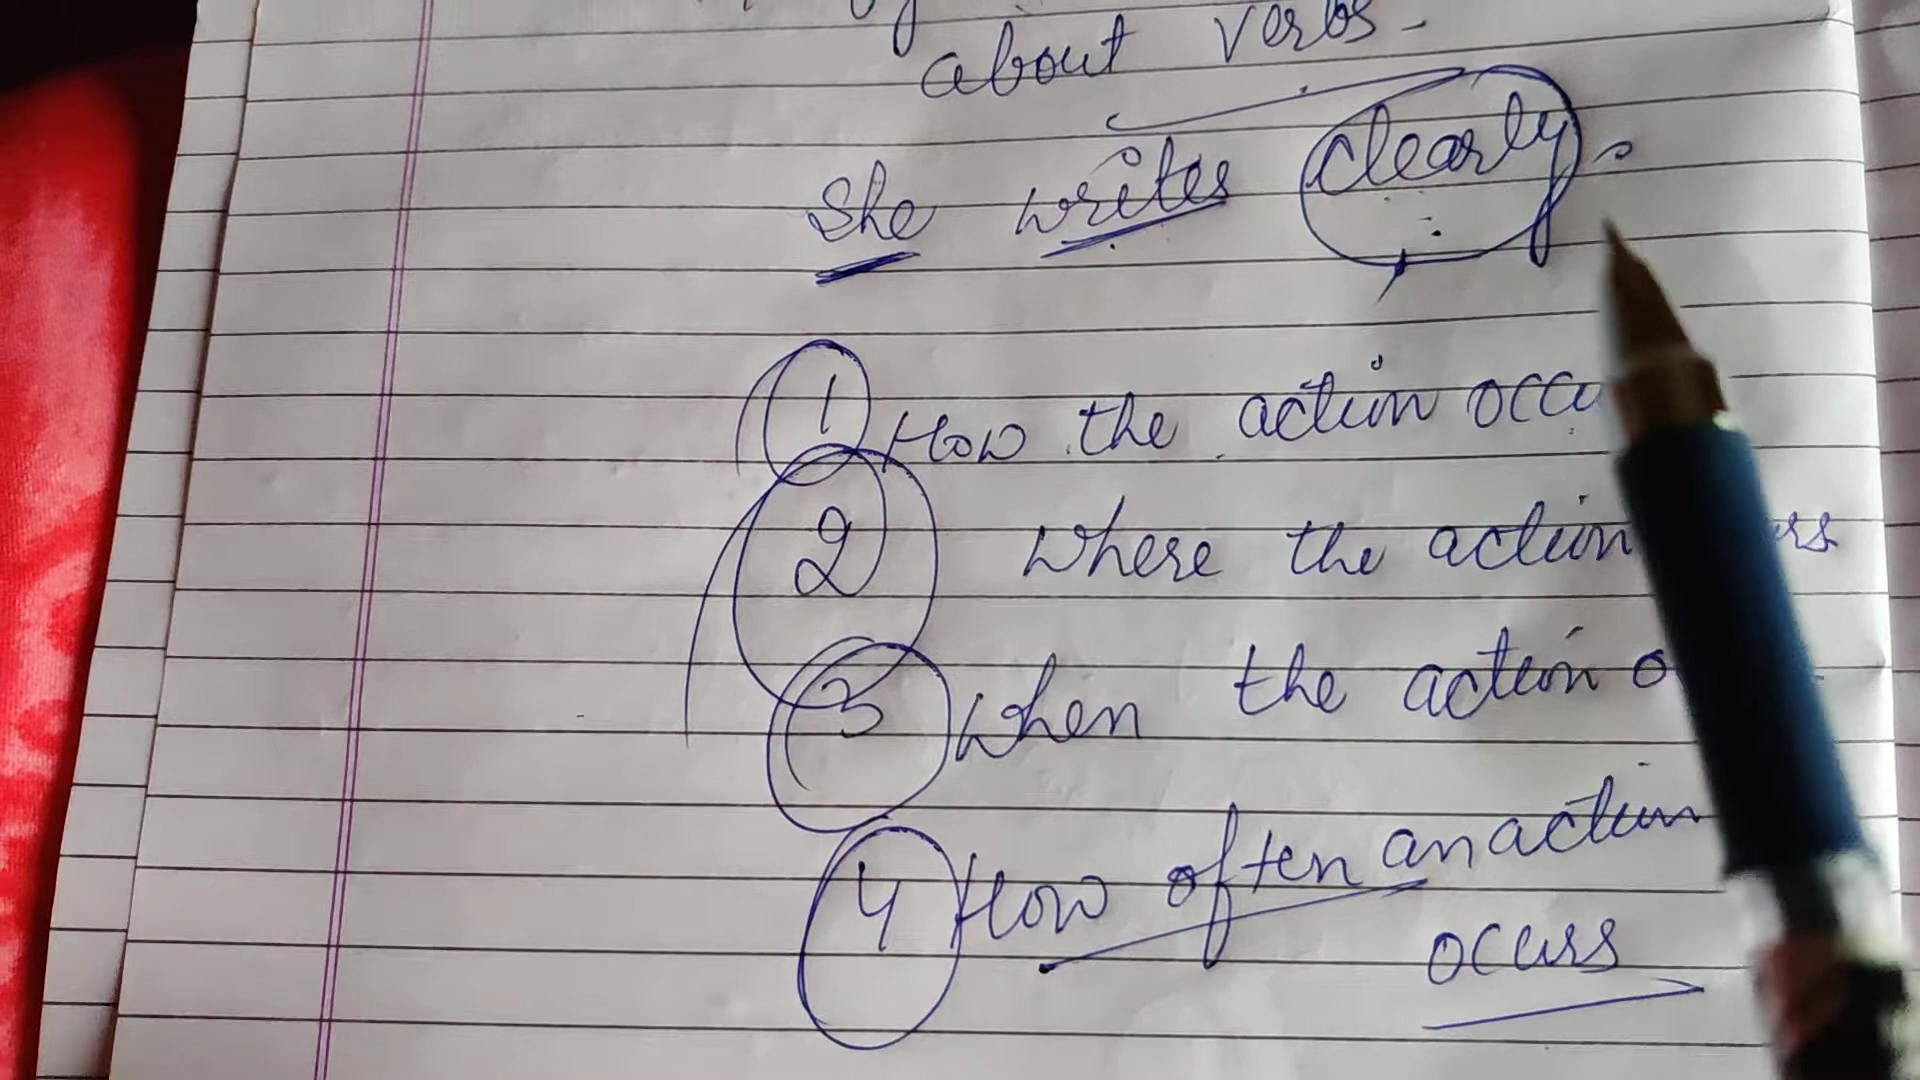 about verbs.
She writes clearly.
1 How the action occu
2 Where the action
3 When the action o
4 How often an action
occurs